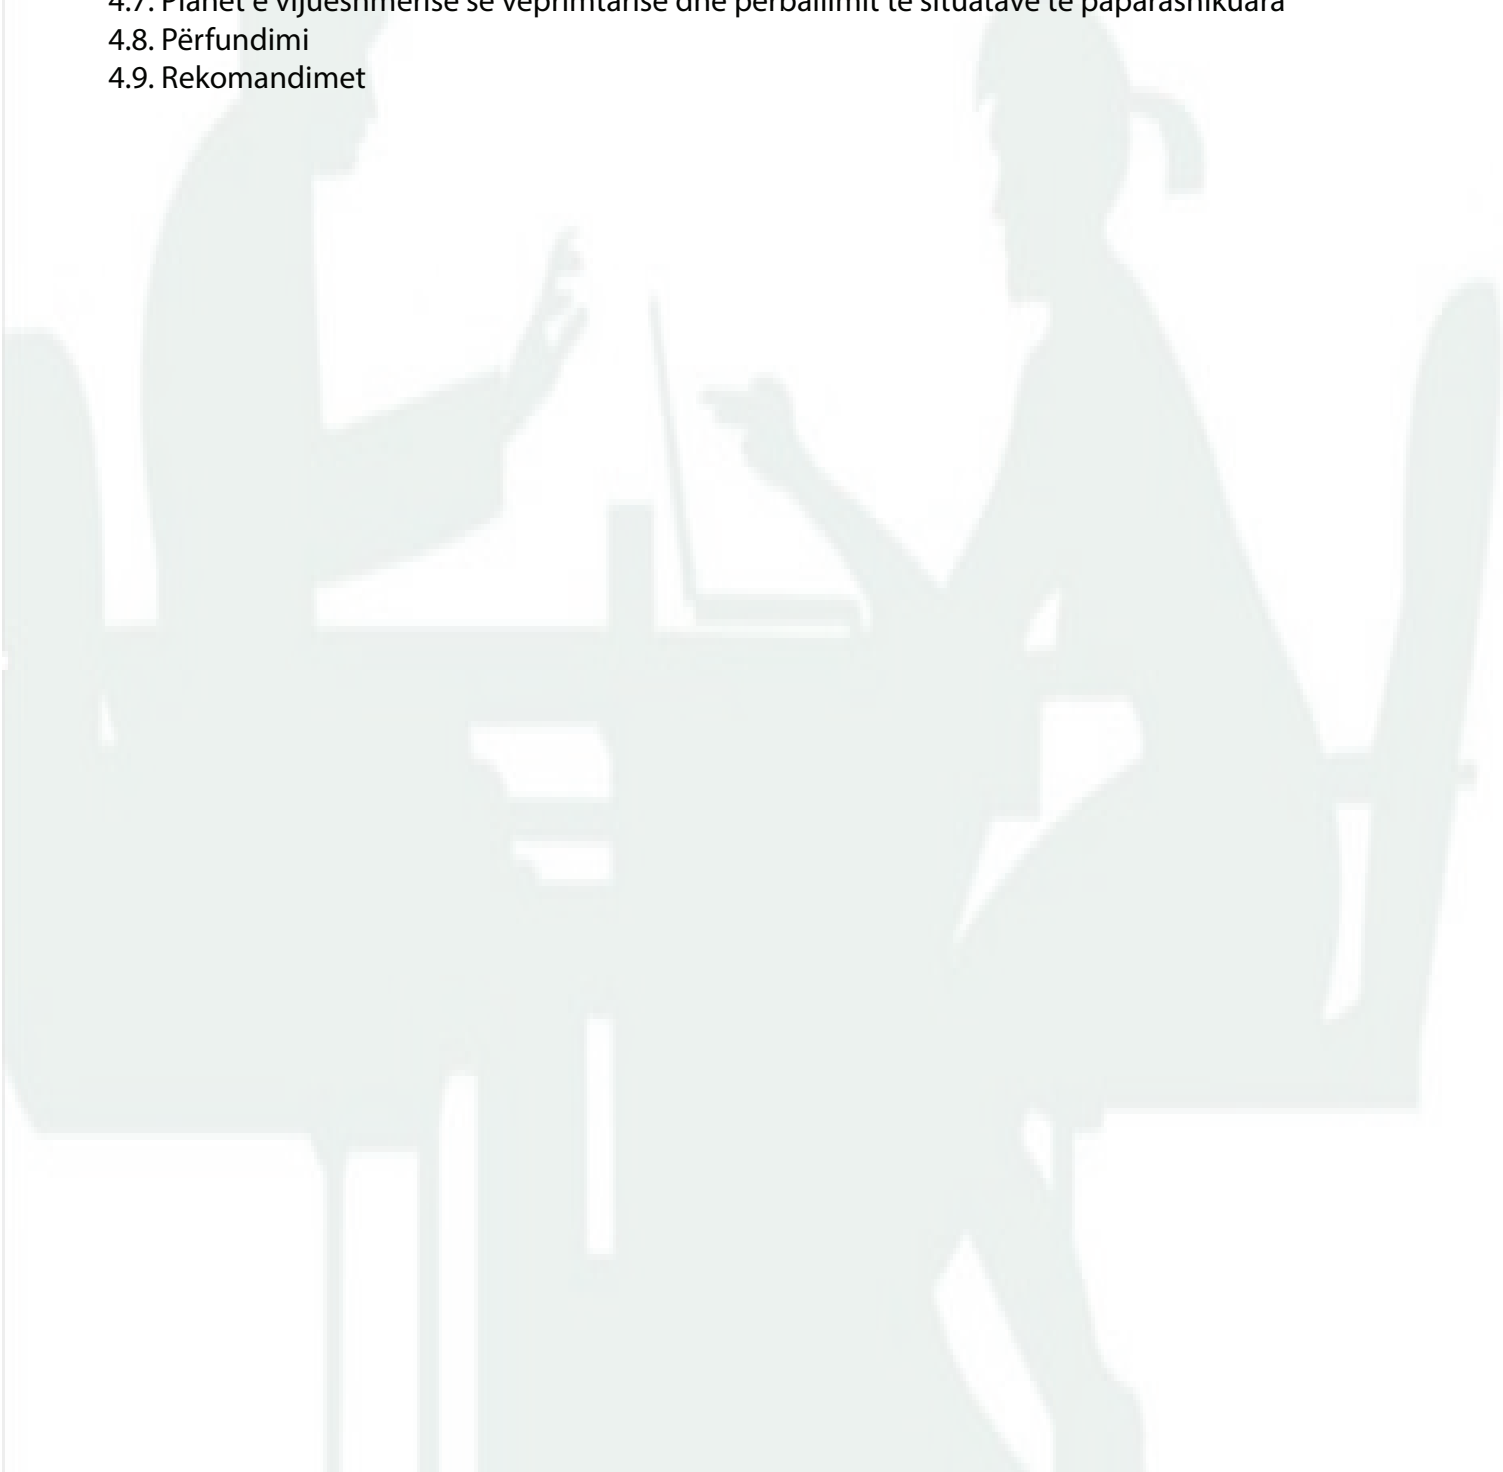 4.7. Planet e vijueshmërisë së veprimtarisë dhe përballimit të situatave të paparashikuara
4.8. Përfundimi
4.9. Rekomandimet